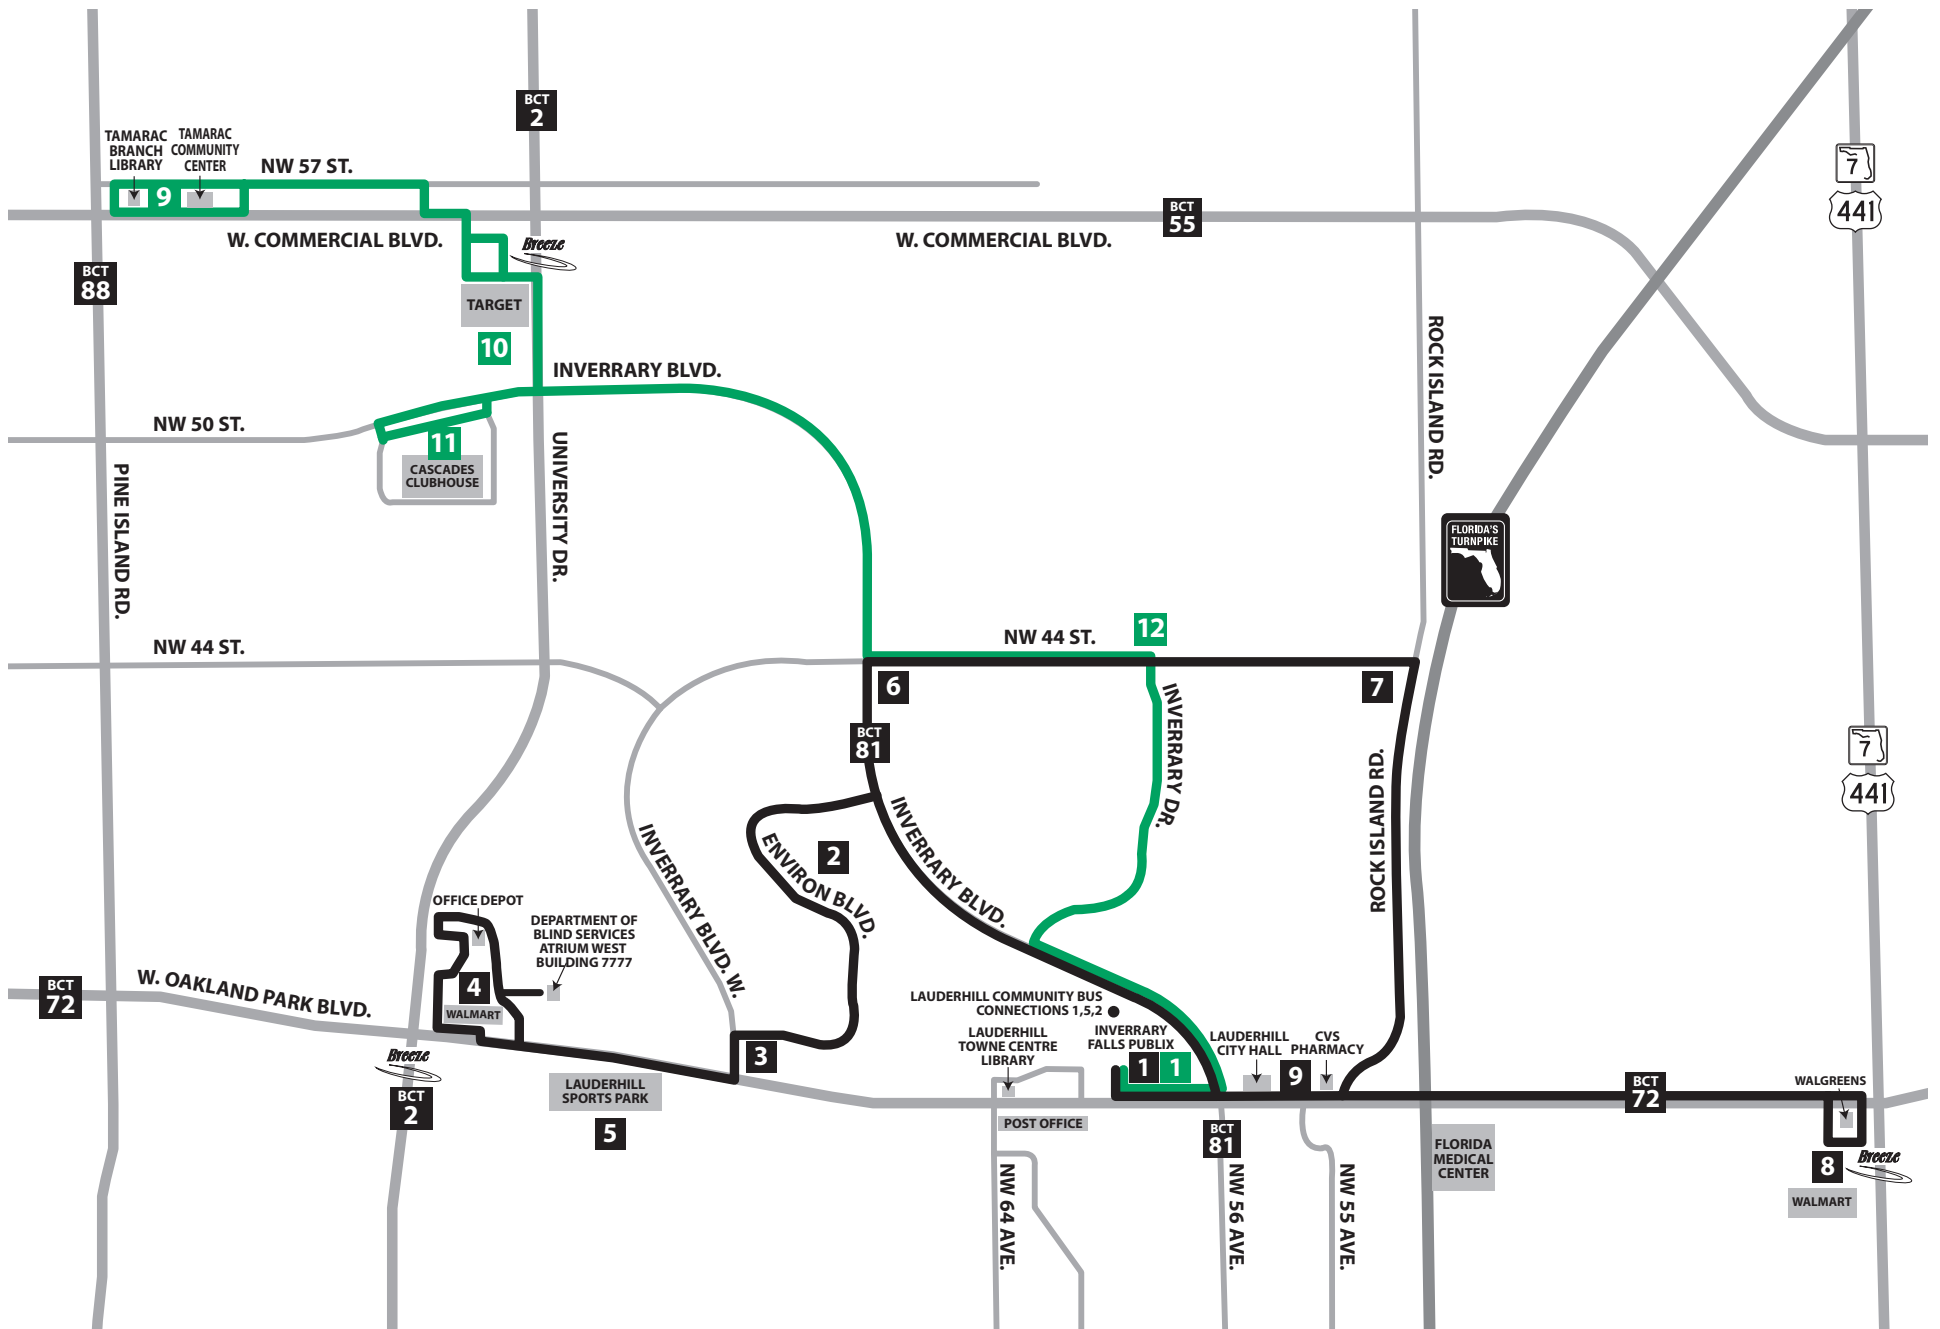 BCT
2
TAMARAC
BRANCH
LIBRARY
TAMARAC
COMMUNITY
CENTER
NW 57 ST.
9
7
441
BCT
55
W. COMMERCIAL BLVD.
Breeze
W. COMMERCIAL BLVD.
BCT
88
TARGET
10
INVERRARY BLVD.
ROCK ISLAND RD.
NW 50 ST.
11
CASCADES
CLUBHOUSE
UNIVERSITY DR.
PINE ISLAND RD.
FLORIDA'S
TURNPIKE
NW 44 ST.
NW 44 ST.
12
6
7
INVERRARY DR.
BCT
81
7
441
ROCK ISLAND RD.
INVERRARY BLVD.
2
ENVIRON BLVD.
INVERRARY BLVD. W.
OFFICE DEPOT
DEPARTMENT OF
BLIND SERVICES
ATRIUM WEST
BUILDING 7777
4
WALMART
BCT
72
W. OAKLAND PARK BLVD.
LAUDERHILL COMMUNITY BUS
CONNECTIONS 1,5,2
LAUDERHILL
TOWNE CENTRE
LIBRARY
INVERRARY
FALLS PUBLIX
1
1
LAUDERHILL
CITY HALL
9
CVS
PHARMACY
3
Breeze
BCT
2
LAUDERHILL
SPORTS PARK
5
POST OFFICE
BCT
81
BCT
72
WALGREENS
FLORIDA
MEDICAL
CENTER
8
Breeze
WALMART
NW 64 AVE.
NW 56 AVE.
NW 55 AVE.